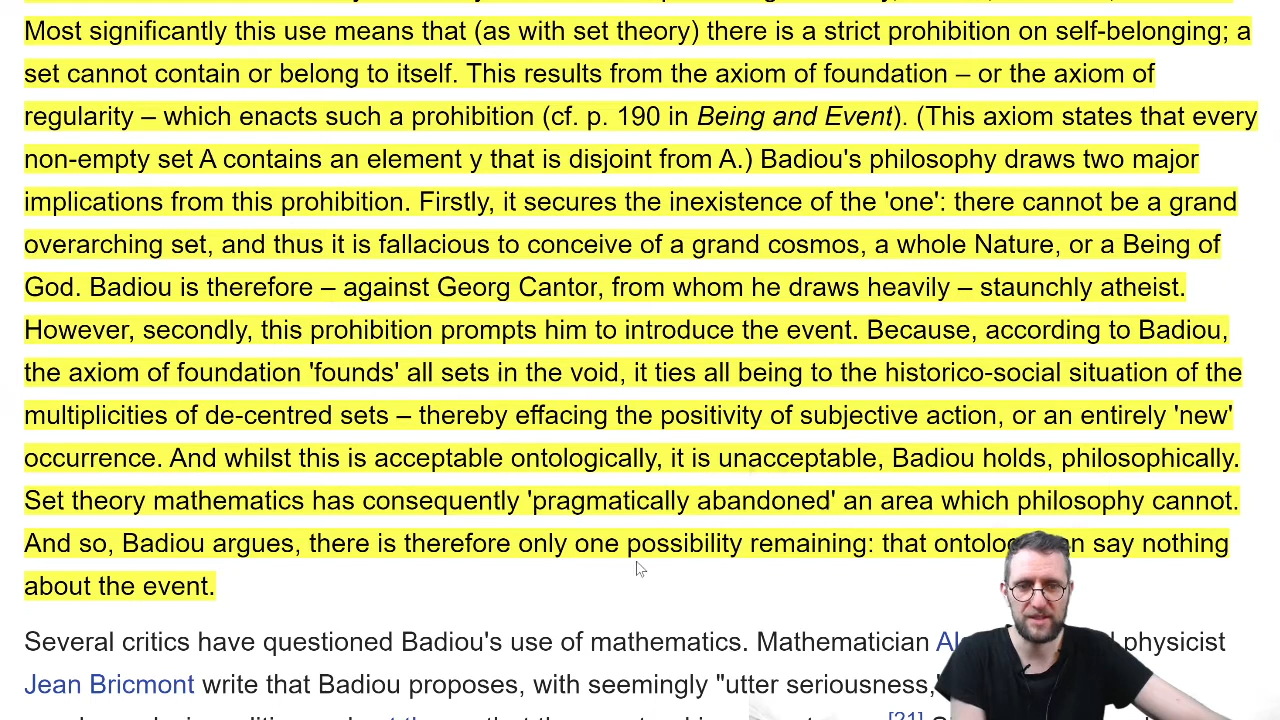 Most significantly this use means that (as with set theory) there is a strict prohibition on self-belonging; a
set cannot contain or belong to itself. This results from the axiom of foundation – or the axiom of
regularity – which enacts such a prohibition (cf. p. 190 in Being and Event). (This axiom states that every
non-empty set A contains an element y that is disjoint from A.) Badiou's philosophy draws two major
implications from this prohibition. Firstly, it secures the inexistence of the 'one': there cannot be a grand
overarching set, and thus it is fallacious to conceive of a grand cosmos, a whole Nature, or a Being of
God. Badiou is therefore – against Georg Cantor, from whom he draws heavily – staunchly atheist.
However, secondly, this prohibition prompts him to introduce the event. Because, according to Badiou,
the axiom of foundation 'founds' all sets in the void, it ties all being to the historico-social situation of the
multiplicities of de-centred sets – thereby effacing the positivity of subjective action, or an entirely 'new'
occurrence. And whilst this is acceptable ontologically, it is unacceptable, Badiou holds, philosophically.
Set theory mathematics has consequently 'pragmatically abandoned' an area which philosophy cannot.
And so, Badiou argues, there is therefore only one possibility remaining: that say nothing
about the event.
Several critics have questioned Badiou's use of mathematics. Mathematician physicist
Jean Bricmont write that Badiou proposes, with seemingly "utter seriousness,"
[21]